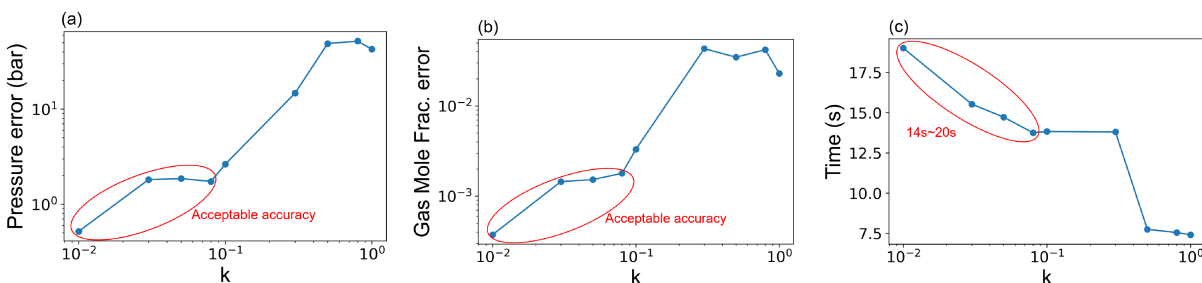 (a)
Pressure error (bar)
10¹
10⁰
Acceptable accuracy
10⁻²
10⁻¹
10⁰
k
(b)
Gas Mole Frac. error
10⁻²
10⁻³
Acceptable accuracy
10⁻²
10⁻¹
10⁰
k
(c)
Time (s)
17.5
15.0
12.5
10.0
7.5
14s~20s
10⁻²
10⁻¹
10⁰
k